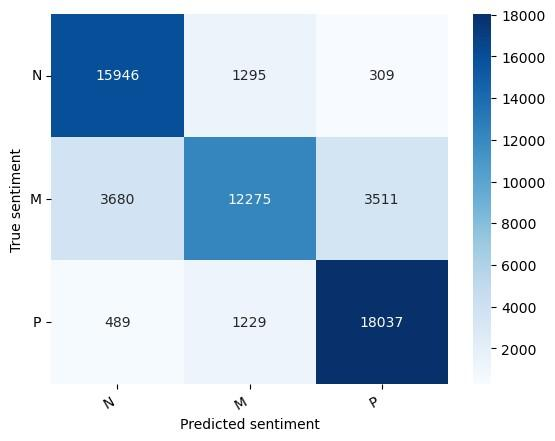 18000
N
15946
1295
309
16000
14000
12000
True sentiment
M
3680
12275
3511
10000
8000
6000
P
489
1229
18037
4000
2000
N
M
P
Predicted sentiment